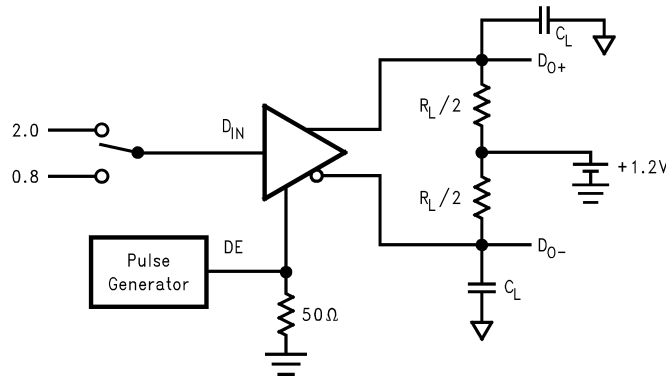 C_L
D_O+
2.0
D_IN
R_L/2
+1.2V
0.8
R_L/2
DE
D_O−
Pulse
Generator
C_L
50Ω